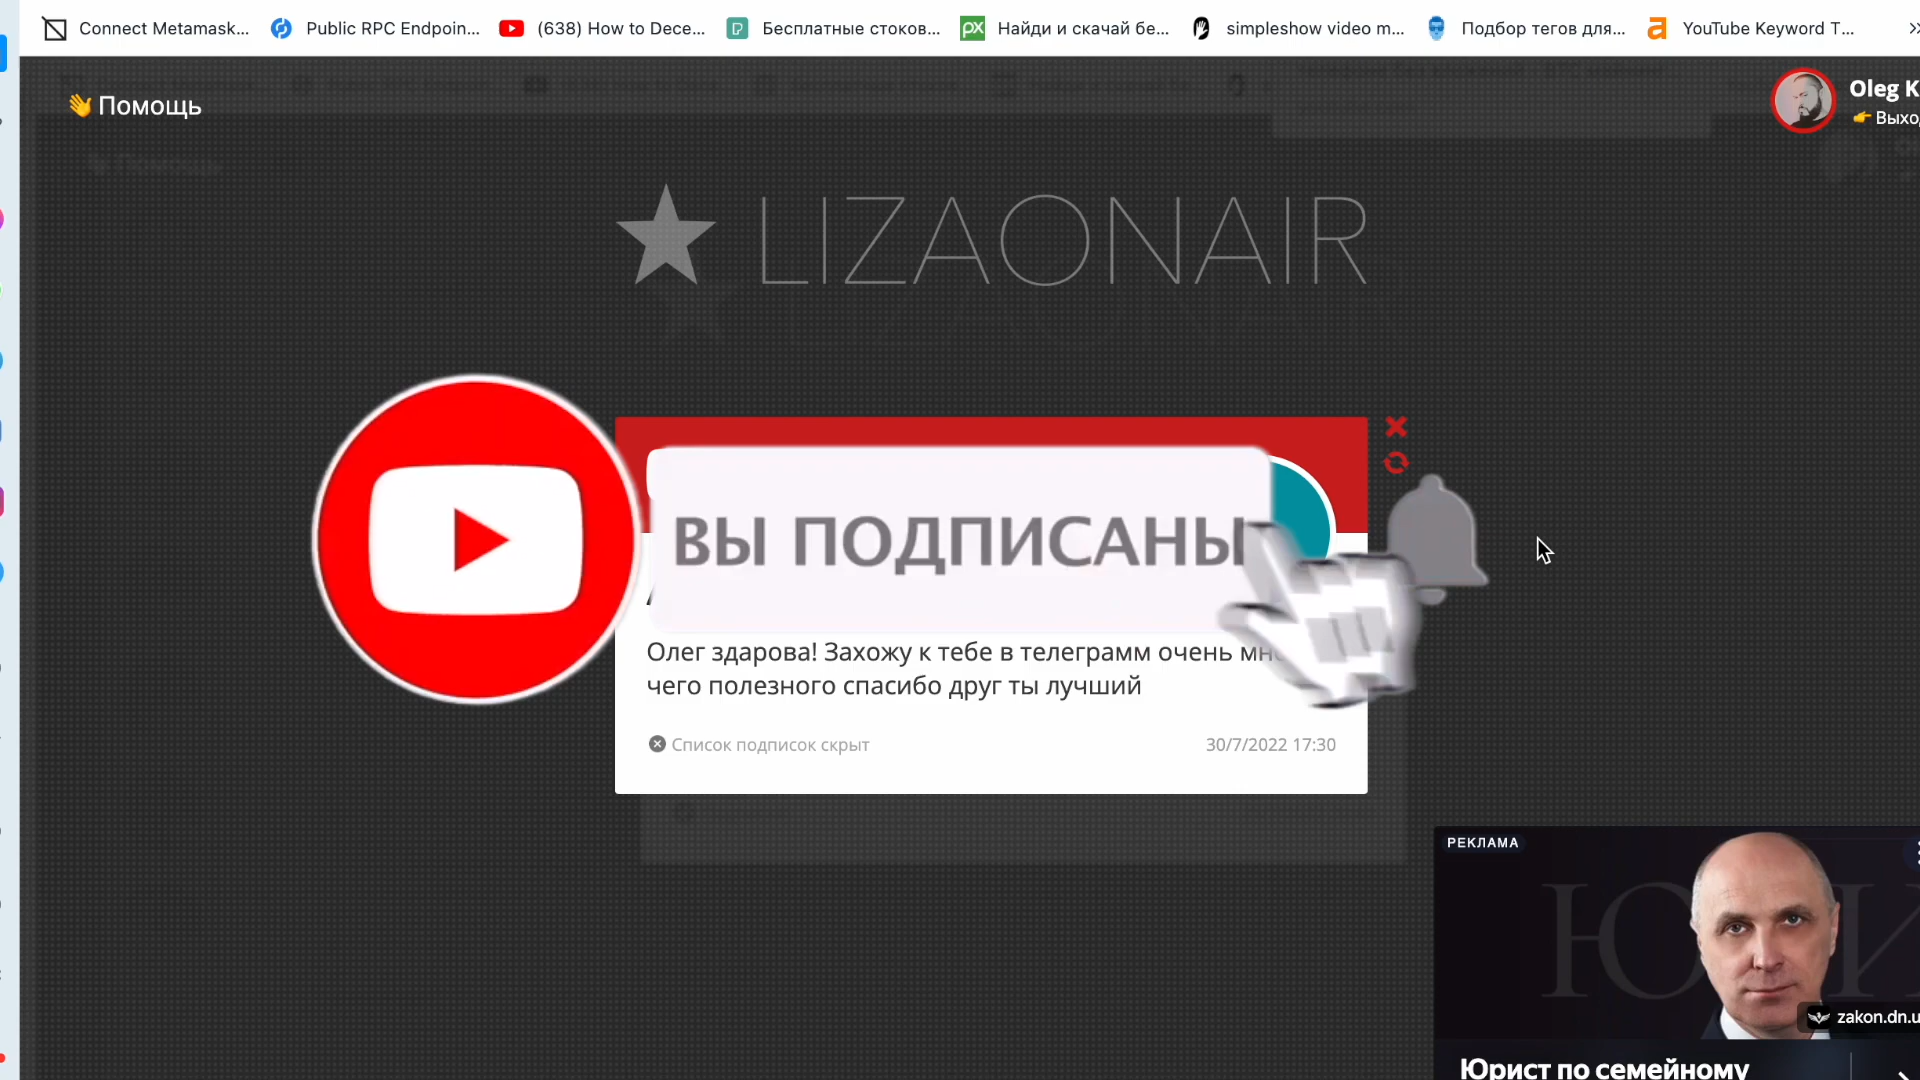 Connect Metamask...
Public RPC Endpoin...
(638) How to Dece...
Бесплатные стоков...
Найди и скачай бе...
simpleshow video m...
Подбор тегов для...
YouTube Keyword T...
👋 Помощь
Oleg K
👉 Выхо
LIZAONAIR
ВЫ ПОДПИСАНЫ
Олег здарова! Захожу к тебе в телеграмм очень мно
чего полезного спасибо друг ты лучший
Список подписок скрыт
30/7/2022 17:30
РЕКЛАМА
zakon.dn.u
Юрист по семейному